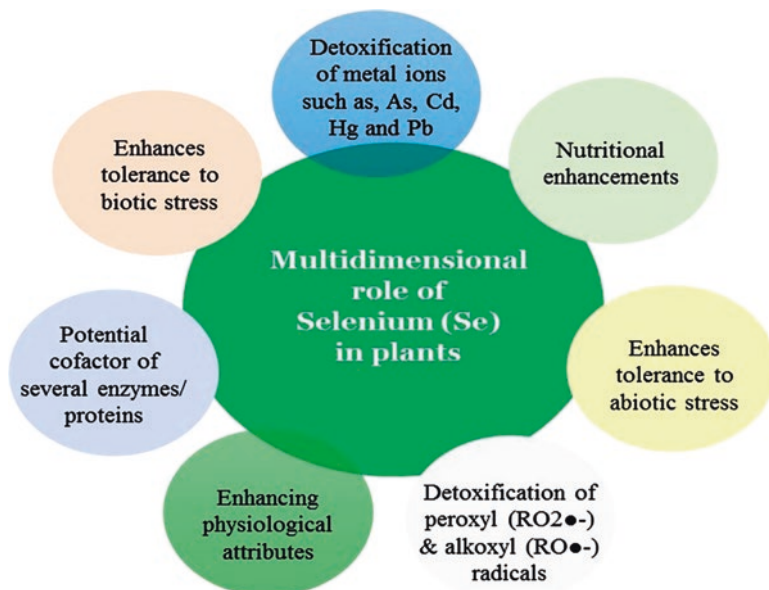 Detoxification
of metal ions
such as, As, Cd,
Hg and Pb
Enhances
tolerance to
biotic stress
Nutritional
enhancements
Multidimensional
role of
Selenium (Se)
in plants
Potential
cofactor of
several enzymes/
proteins
Enhances
tolerance to
abiotic stress
Enhancing
physiological
attributes
Detoxification of
peroxyl (RO2●-)
& alkoxyl (RO●-)
radicals